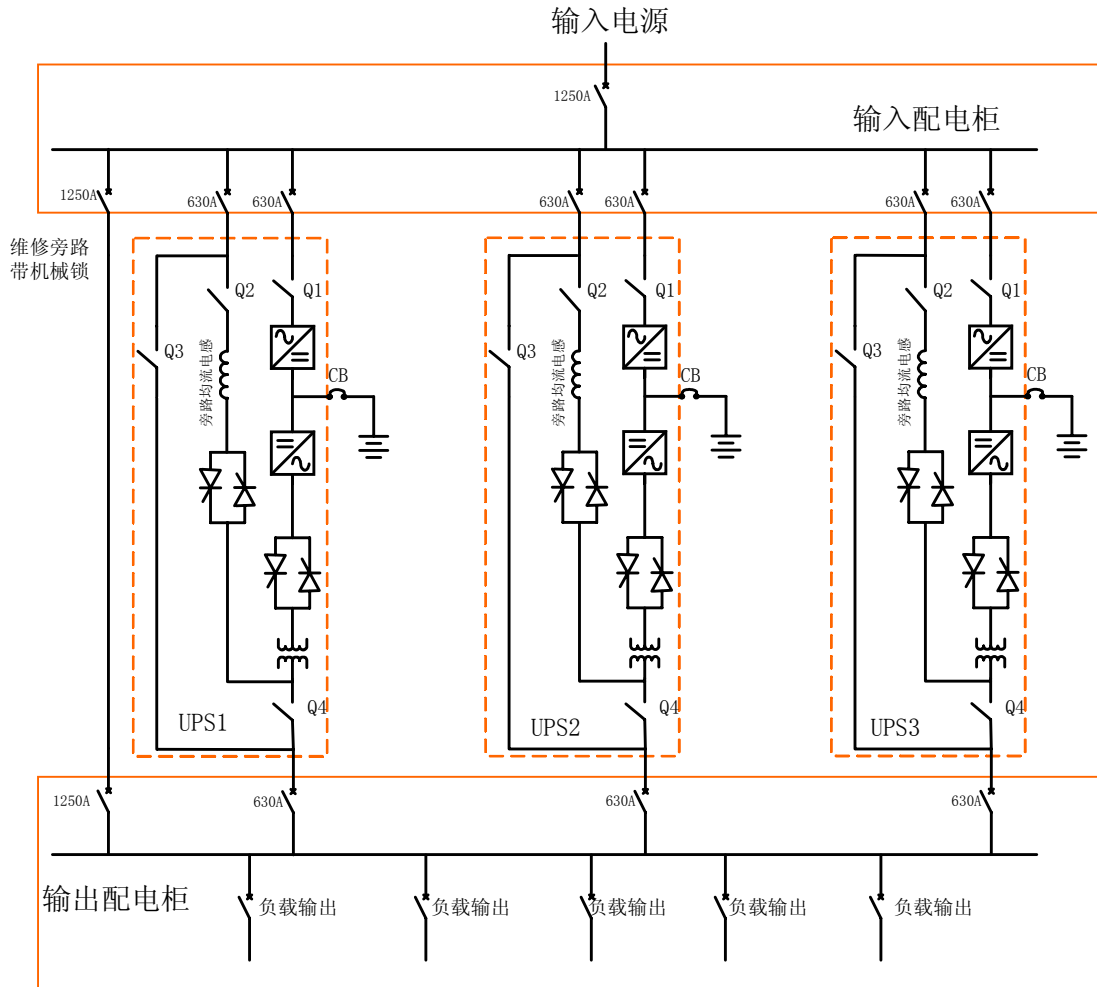 输入电源
1250A
输入配电柜
1250A
630A
630A
630A
630A
630A
630A
维修旁路
带机械锁
Q2
Q1
Q3
旁路均流电感
CB
UPS1
Q4
Q2
Q1
Q3
旁路均流电感
CB
UPS2
Q4
Q2
Q1
Q3
旁路均流电感
CB
UPS3
Q4
1250A
630A
630A
630A
输出配电柜
负载输出
负载输出
负载输出
负载输出
负载输出